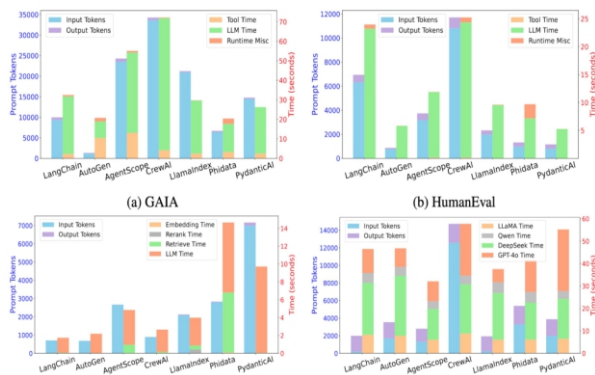 35000
30000
25000
20000
15000
10000
5000
0
Prompt Tokens
Input Tokens
Output Tokens
Tool Time
LLM Time
Runtime Misc
70
60
50
40
30
20
10
0
Time (seconds)
LangChain AutoGen AgentScope CrewAI LlamaIndex Phidata PydanticAI
(a) GAIA
12000
10000
8000
6000
4000
2000
0
Prompt Tokens
Input Tokens
Output Tokens
Tool Time
LLM Time
Runtime Misc
25
20
15
10
5
Time (seconds)
LangChain AutoGen AgentScope CrewAI LlamaIndex Phidata PydanticAI
(b) HumanEval
7000
6000
5000
4000
3000
2000
1000
0
Prompt Tokens
Input Tokens
Output Tokens
Embedding Time
Rerank Time
Retrieve Time
LLM Time
14
12
10
8
6
4
2
0
Time (seconds)
LangChain AutoGen AgentScope CrewAI LlamaIndex Phidata PydanticAI
14000
12000
10000
8000
6000
4000
2000
0
Prompt Tokens
Input Tokens
Output Tokens
LLaMA Time
Qwen Time
DeepSeek Time
GPT-4o Time
60
50
40
30
20
10
0
Time (seconds)
LangChain AutoGen AgentScope CrewAI LlamaIndex Phidata PydanticAI